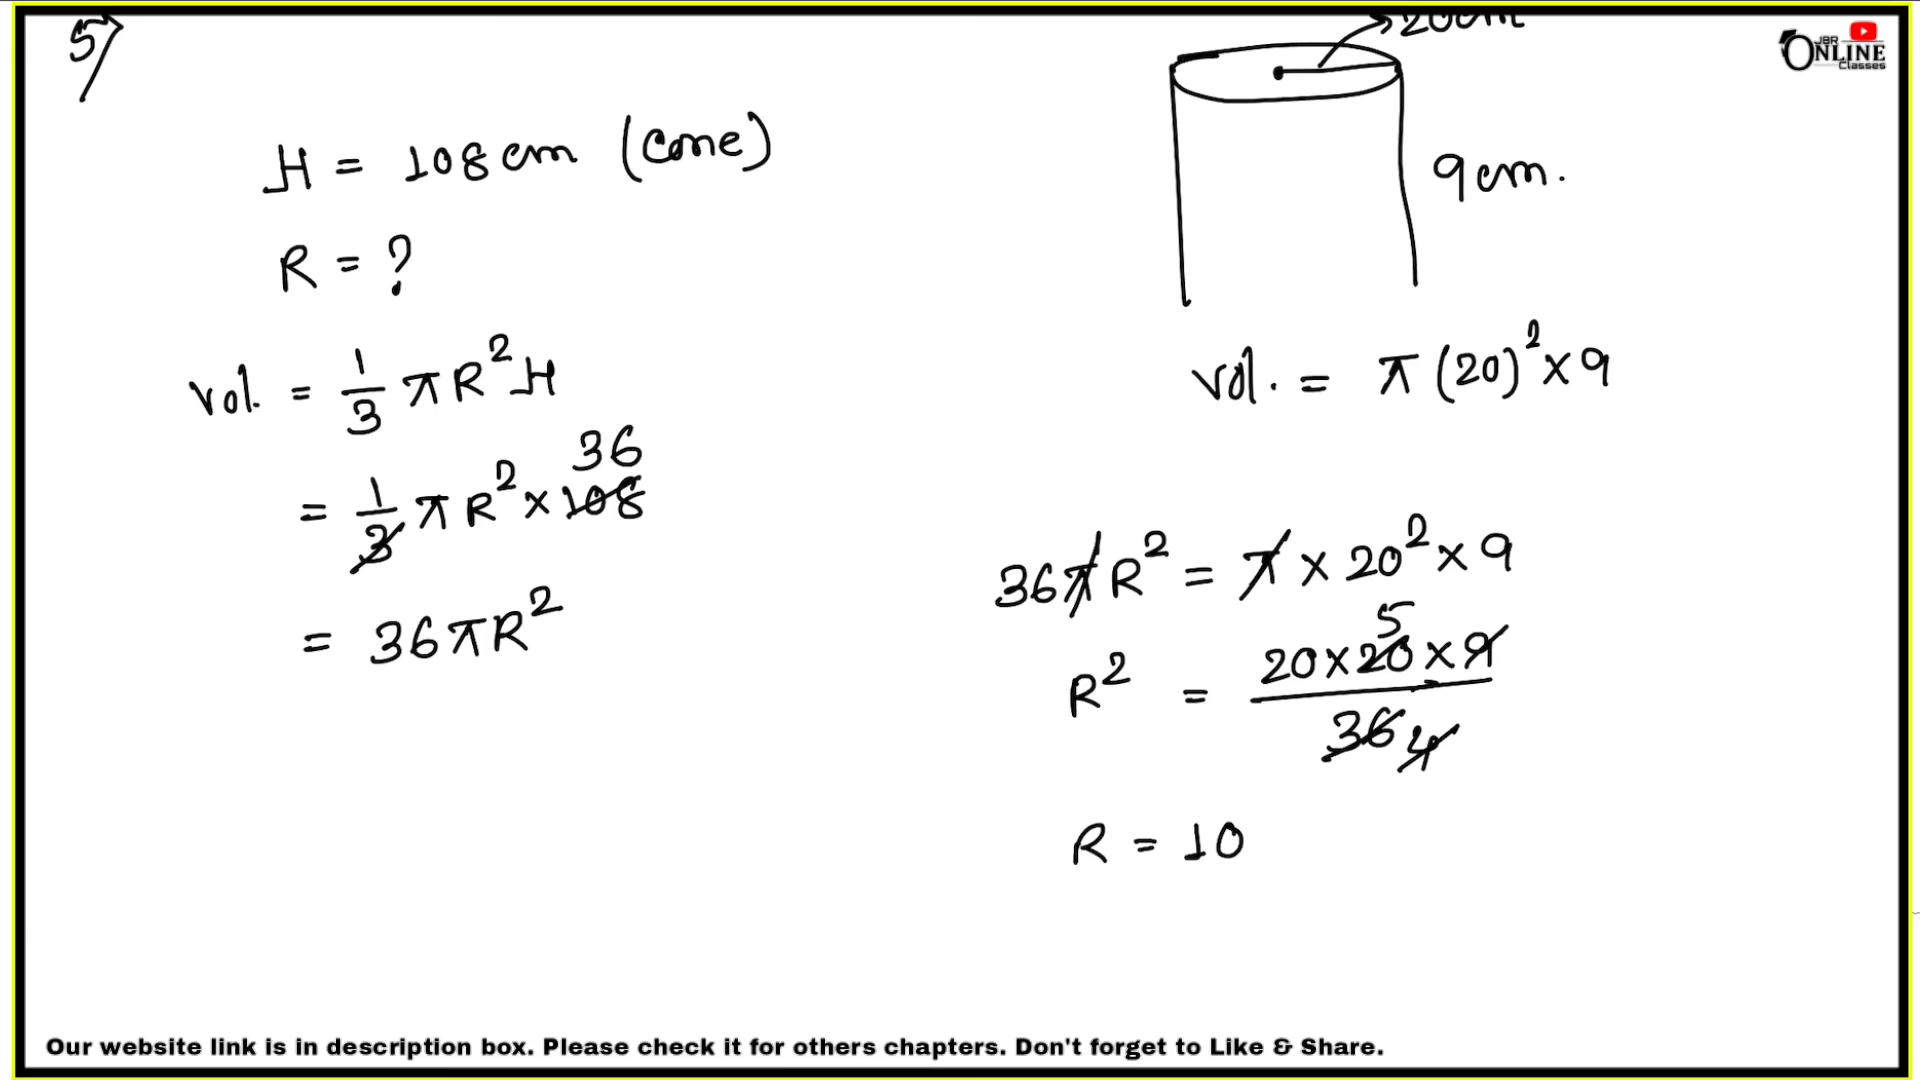 5/
H = 108 cm (cone)
R = ?
Vol. = 1/3 πR²H
36
= 1/3 πR² × 108
= 36πR²
20cm
9cm.
Vol. = π(20)² × 9
36πR² = π × 20² × 9
5
R² = 20×20×9 / 36 4
R = 10
JBR
ONLINE
Classes
Our website link is in description box. Please check it for others chapters. Don't forget to Like & Share.